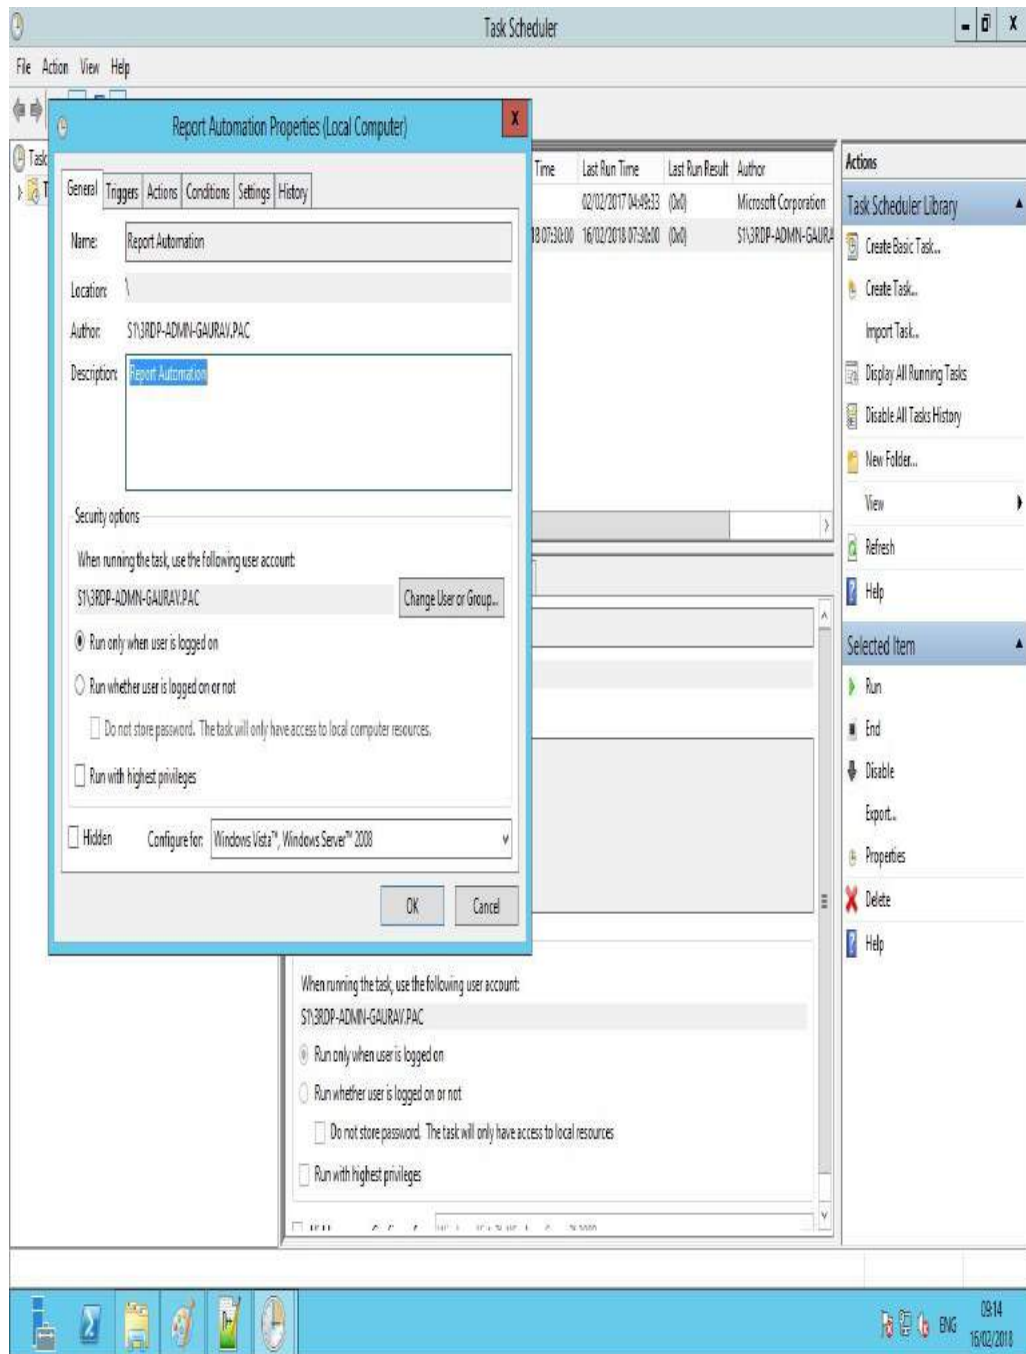 Task Scheduler
File Action View Help
Report Automation Properties (Local Computer)
General Triggers Actions Conditions Settings History
Name: Report Automation
Location: \
Author: S1\3RDP-ADMN-GAURAV.PAC
Description: Report Automation
Security options
When running the task, use the following user account:
S1\3RDP-ADMN-GAURAV.PAC
Change User or Group...
Run only when user is logged on
Run whether user is logged on or not
Do not store password. The task will only have access to local computer resources.
Run with highest privileges
Hidden Configure for: Windows Vista™, Windows Server™ 2008
OK Cancel
Task
T
Time Last Run Time Last Run Result Author
02/02/2017 04:49:33 (0x0) Microsoft Corporation
18 07:30:00 16/02/2018 07:30:00 (0x0) S1\3RDP-ADMN-GAURA
When running the task, use the following user account:
S1\3RDP-ADMN-GAURAV.PAC
Run only when user is logged on
Run whether user is logged on or not
Do not store password. The task will only have access to local resources
Run with highest privileges
Actions
Task Scheduler Library
Create Basic Task...
Create Task...
Import Task...
Display All Running Tasks
Disable All Tasks History
New Folder...
View
Refresh
Help
Selected Item
Run
End
Disable
Export...
Properties
Delete
Help
ENG
09:14
16/02/2018